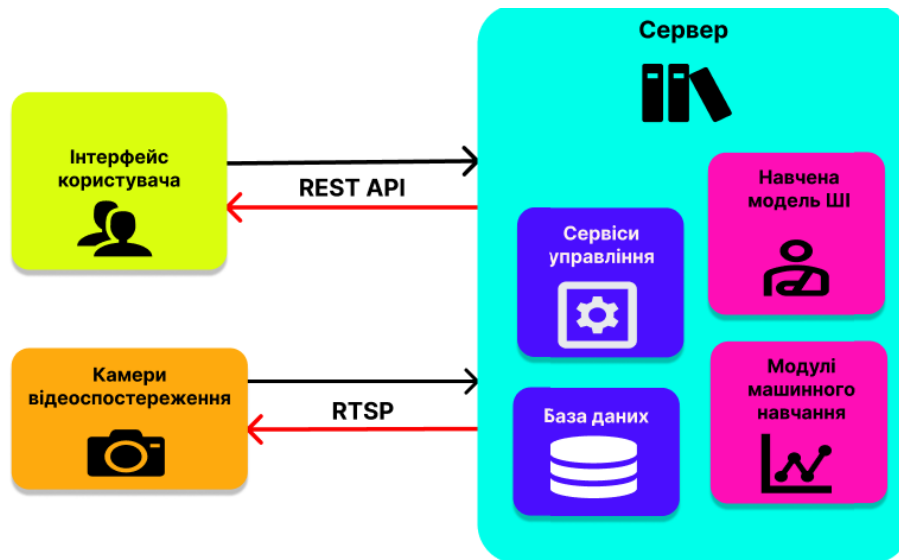 Сервер
Інтерфейс
користувача
REST API
Навчена
модель ШІ
Сервіси
управління
Камери
відеоспостереження
RTSP
База даних
Модулі
машинного
навчання